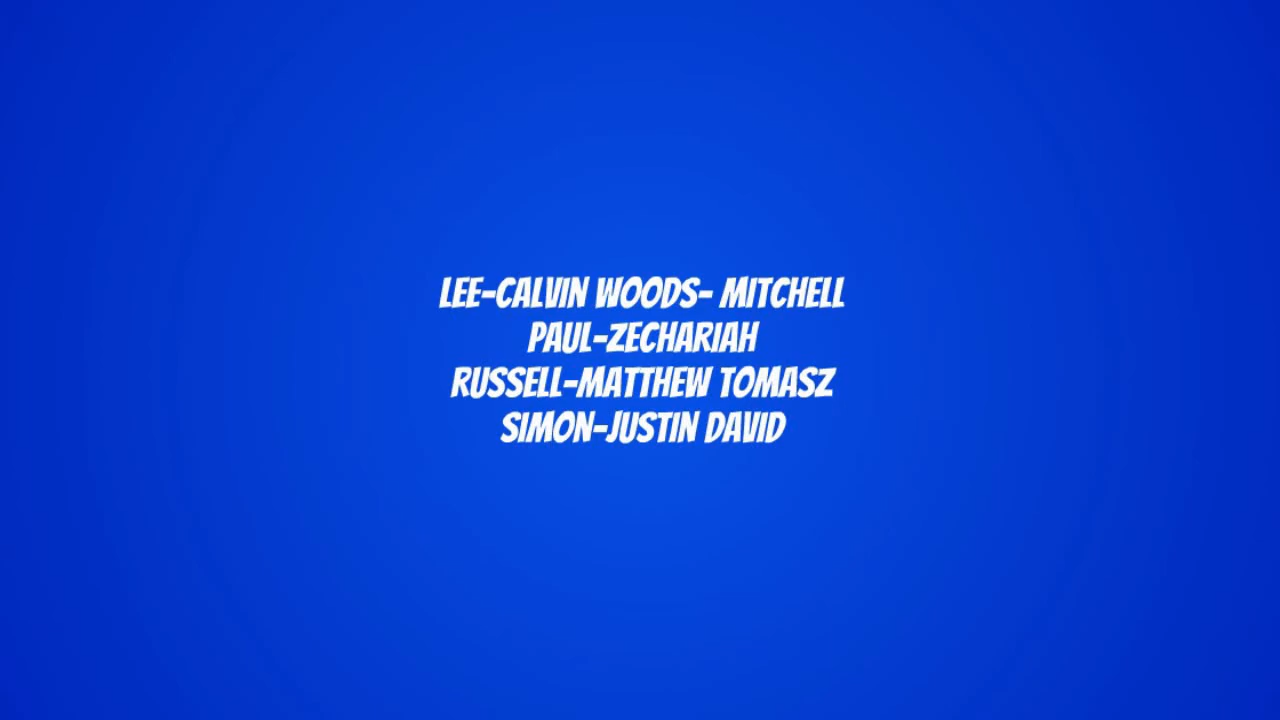 LEE-CALVIN WOODS- MITCHELL
PAUL-ZECHARIAH
RUSSELL-MATTHEW TOMASZ
SIMON-JUSTIN DAVID